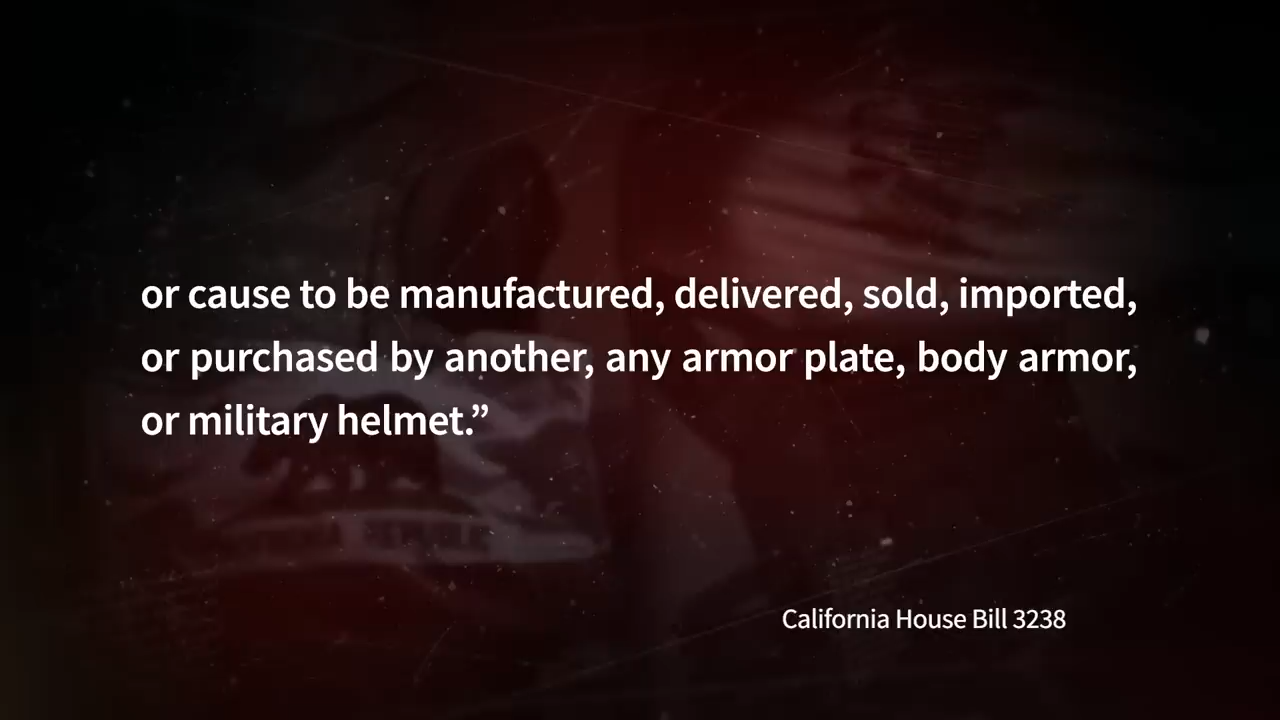 or cause to be manufactured, delivered, sold, imported,
or purchased by another, any armor plate, body armor,
or military helmet.”
California House Bill 3238